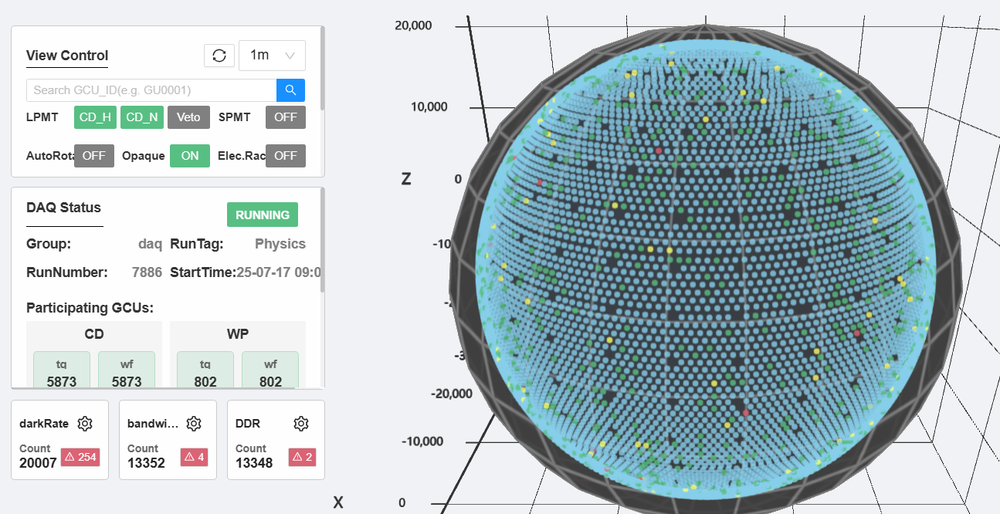 View Control
1m
Search GCU_ID(e.g. GU0001)
LPMT CD_H CD_N Veto SPMT OFF
AutoRota OFF Opaque ON Elec.Rac OFF
DAQ Status
RUNNING
Group: daq RunTag: Physics
RunNumber: 7886 StartTime:25-07-17 09:0
Participating GCUs:
CD WP
tq wf tq wf
5873 5873 802 802
darkRate bandwi... DDR
Count Count Count
20007 254 13352 4 13348 2
20,000
10,000
Z 0
-10
-2
-3
-20,000
-10,000
X 0